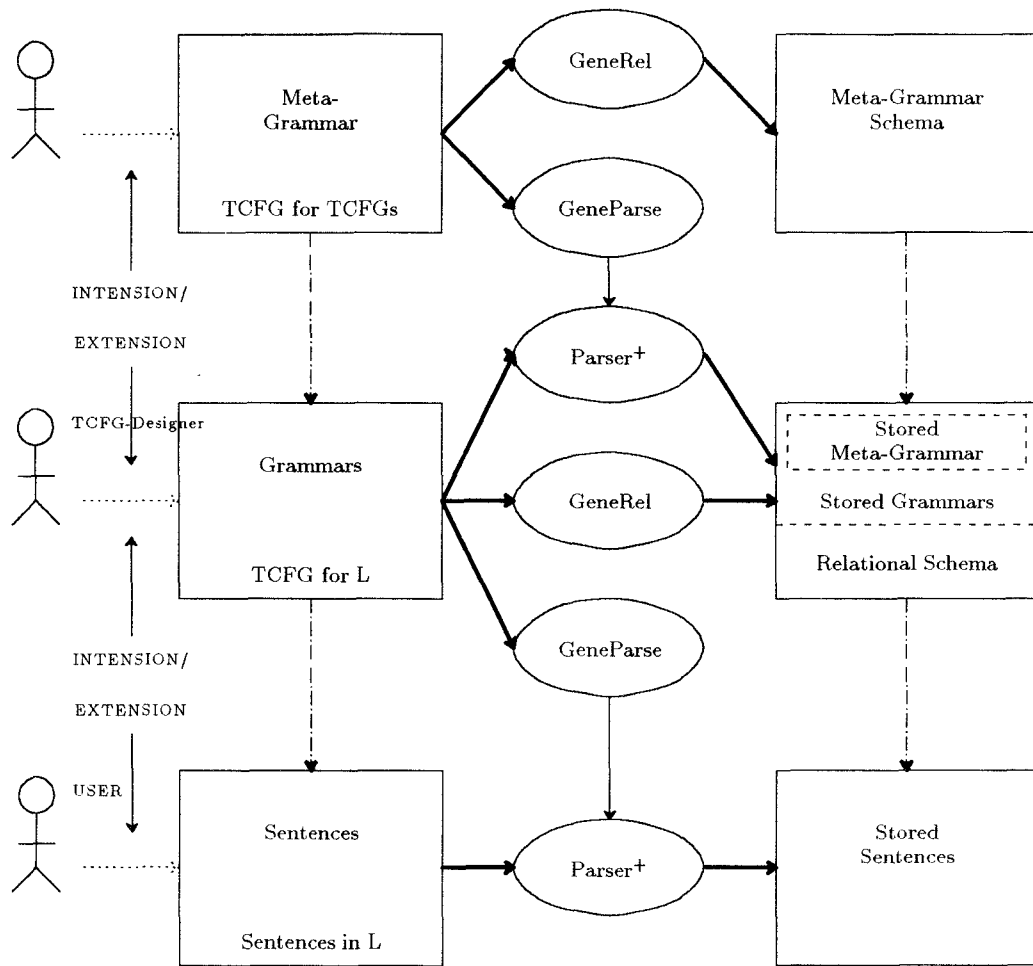 GeneRel
Meta-
Grammar
Meta-Grammar
Schema
TCFG for TCFGs
GeneParse
INTENSION/
EXTENSION
Parser+
TCFG-Designer
Stored
Meta-Grammar
Grammars
GeneRel
Stored Grammars
TCFG for L
Relational Schema
GeneParse
INTENSION/
EXTENSION
USER
Sentences
Stored
Sentences
Parser+
Sentences in L